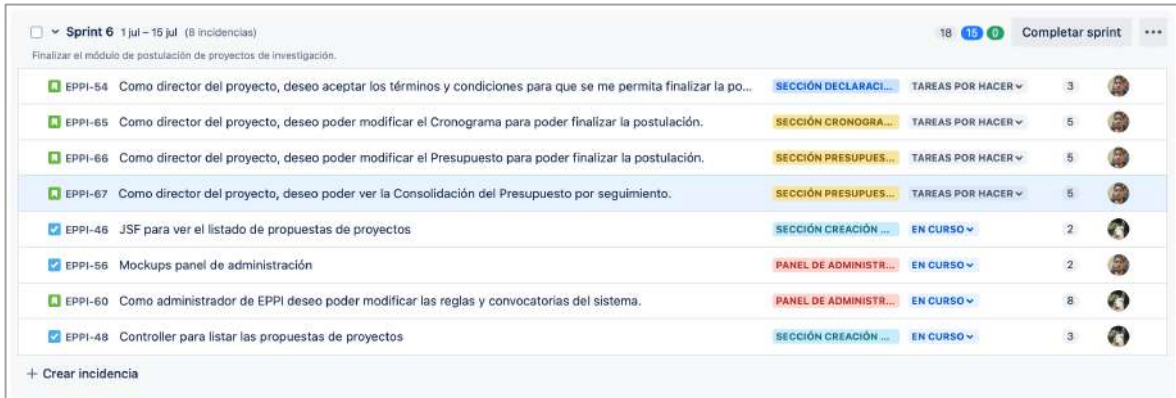 Sprint 6 1 jul – 15 jul (8 incidencias) 18 15 0 Completar sprint
Finalizar el módulo de postulación de proyectos de investigación.
EPPI-54 Como director del proyecto, deseo aceptar los términos y condiciones para que se me permita finalizar la po... SECCIÓN DECLARACI... TAREAS POR HACER 3
EPPI-65 Como director del proyecto, deseo poder modificar el Cronograma para poder finalizar la postulación. SECCIÓN CRONOGRA... TAREAS POR HACER 5
EPPI-66 Como director del proyecto, deseo poder modificar el Presupuesto para poder finalizar la postulación. SECCIÓN PRESUPUES... TAREAS POR HACER 5
EPPI-67 Como director del proyecto, deseo poder ver la Consolidación del Presupuesto por seguimiento. SECCIÓN PRESUPUES... TAREAS POR HACER 5
EPPI-46 JSF para ver el listado de propuestas de proyectos SECCIÓN CREACIÓN ... EN CURSO 2
EPPI-56 Mockups panel de administración PANEL DE ADMINISTR... EN CURSO 2
EPPI-60 Como administrador de EPPI deseo poder modificar las reglas y convocatorias del sistema. PANEL DE ADMINISTR... EN CURSO 8
EPPI-48 Controller para listar las propuestas de proyectos SECCIÓN CREACIÓN ... EN CURSO 3
+ Crear incidencia